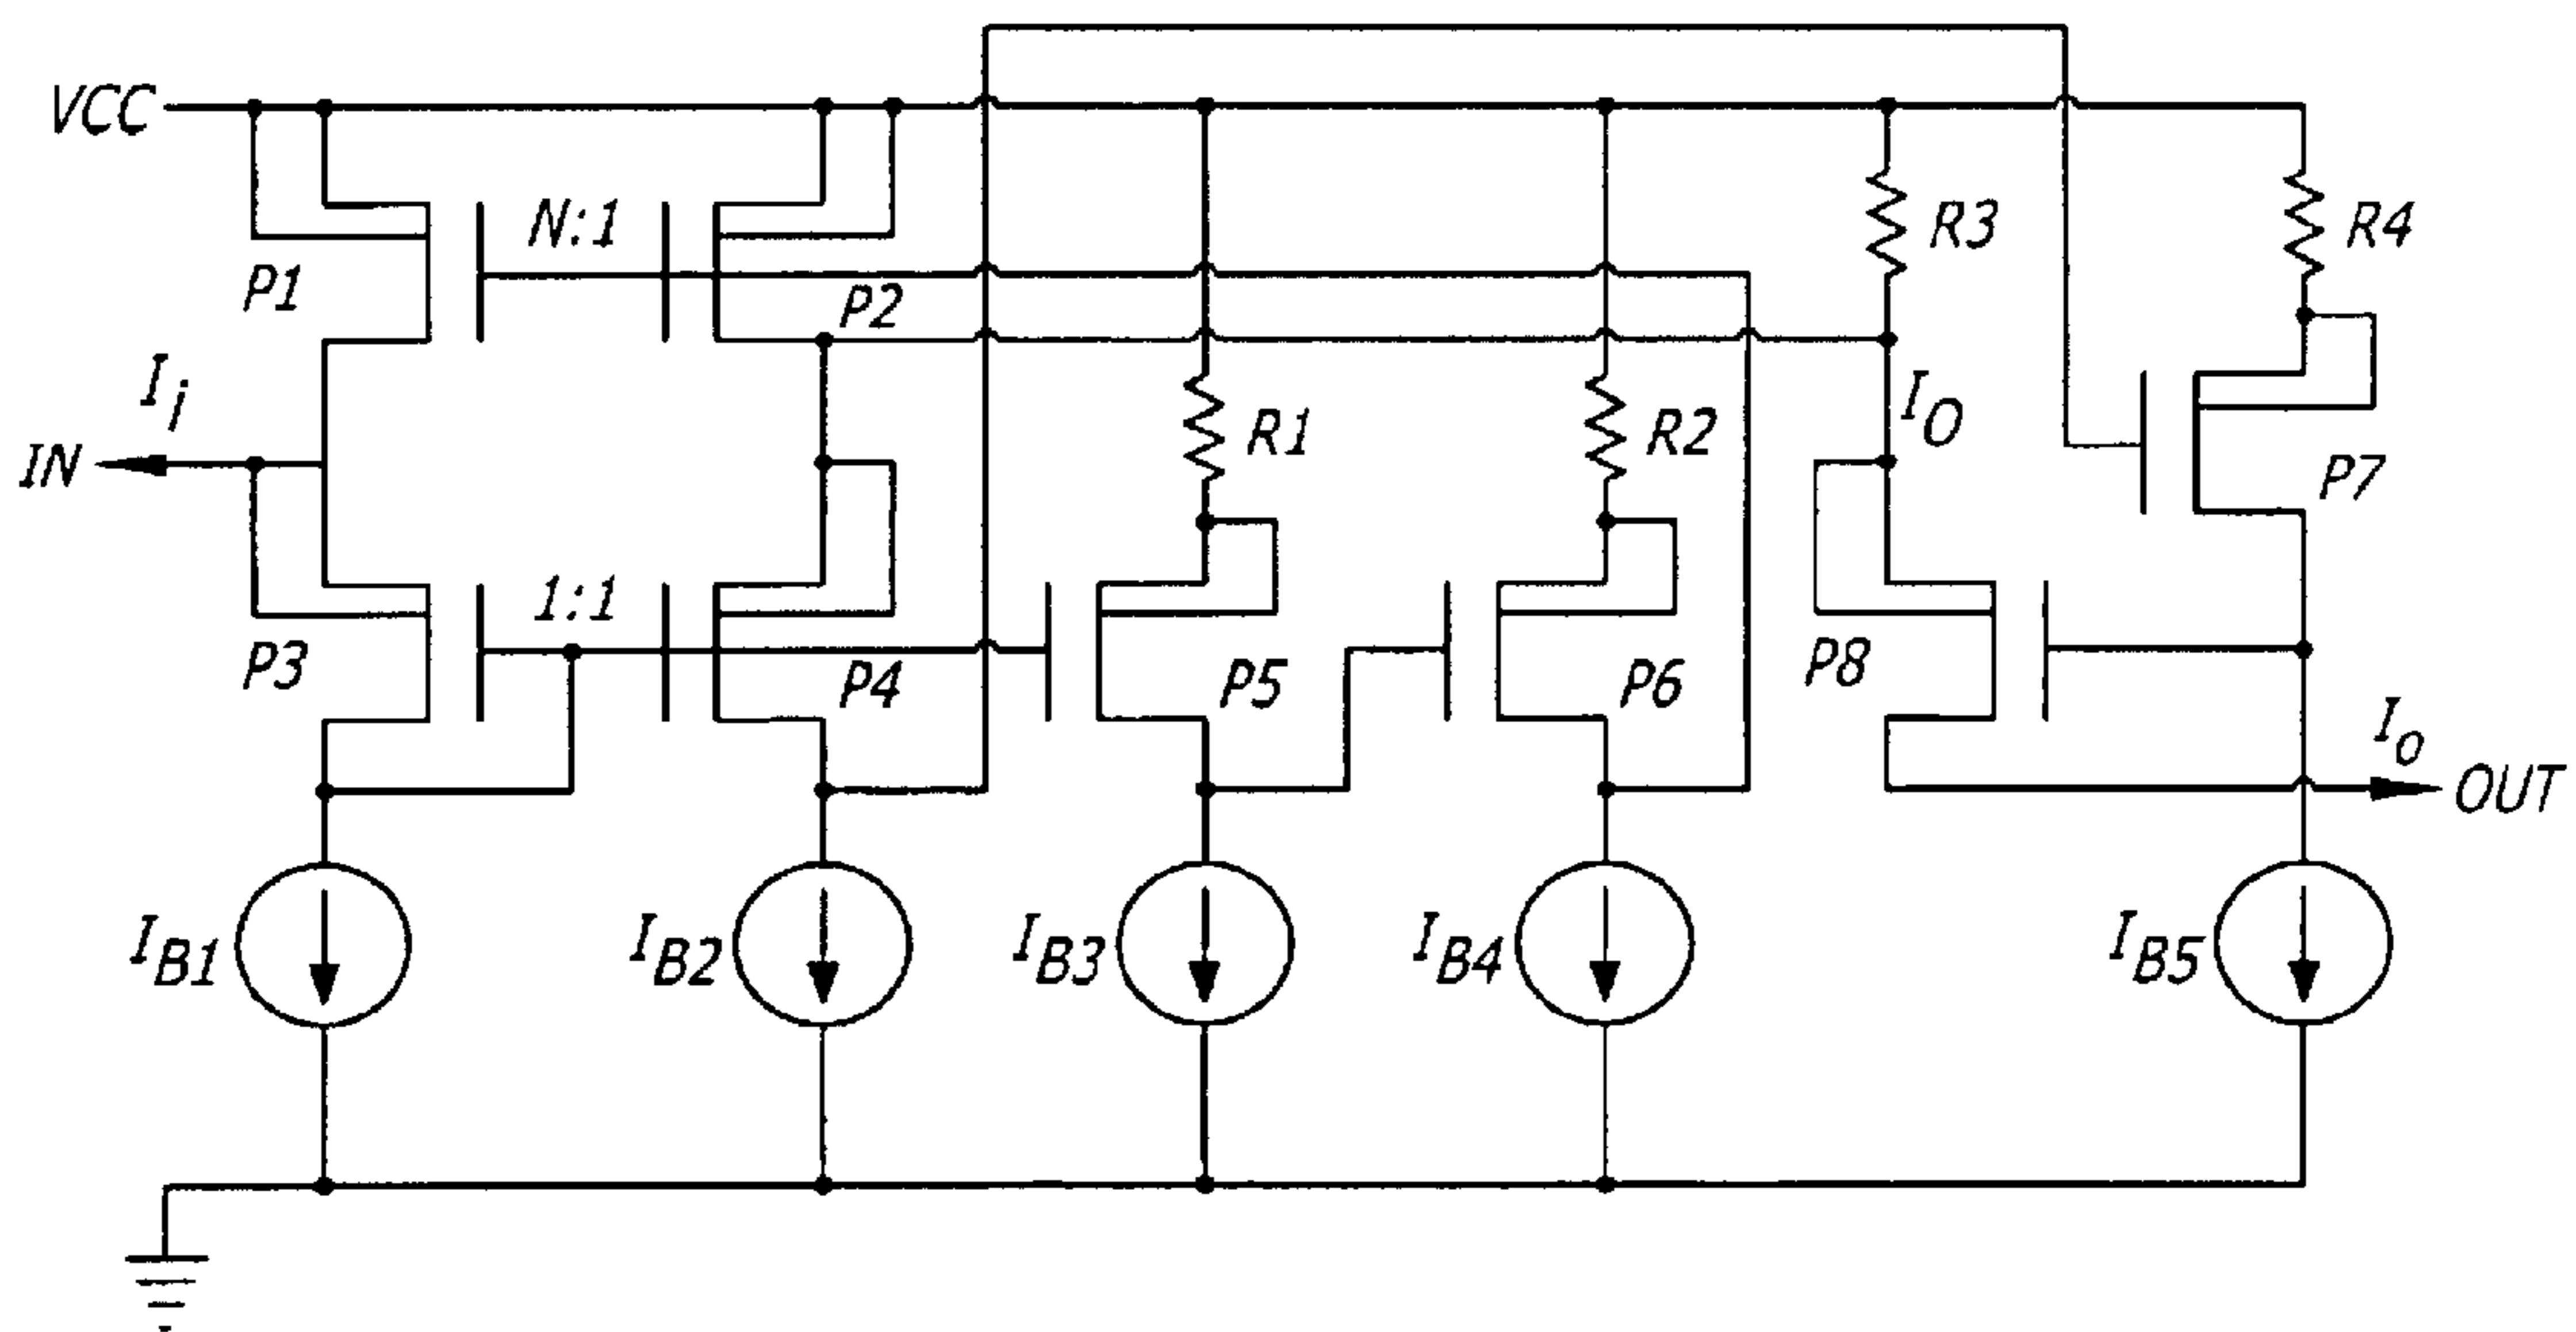 VCC
N:1
R3
R4
P1
P2
Ii
IO
R1
R2
IN
P7
1:1
P3
P4
P5
P6
P8
Io
OUT
IB1
IB2
IB3
IB4
IB5